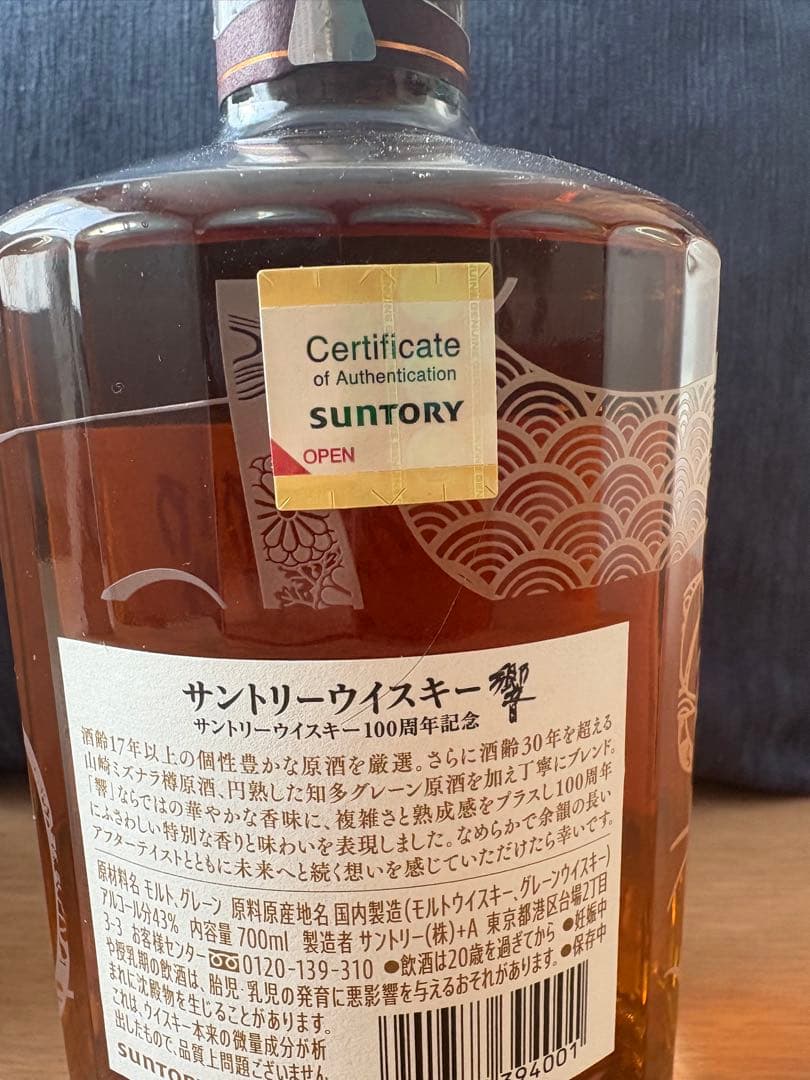 Certificate
of Authentication
SUNTORY
OPEN
サントリーウイスキー 響
サントリーウイスキー100周年記念
酒齢17年以上の個性豊かな原酒を厳選。さらに酒齢30年を超える
山崎ミズナラ樽原酒、円熟した知多グレーン原酒を加え丁寧にブレンド。
「響」ならではの華やかな香味に、複雑さと熟成感をプラスし100周年
にふさわしい特別な香りと味わいを表現しました。なめらかで余韻の長い
アフターテイストとともに未来へと続く想いを感じていただけたら幸いです。
原材料名 モルト、グレーン 原料原産地名 国内製造(モルトウイスキー、グレーンウイスキー)
アルコール分43% 内容量 700ml 製造者 サントリー(株)+A 東京都港区台場2丁目
3-3 お客様センター 0120-139-310 ●飲酒は20歳を過ぎてから ●妊娠中
や授乳期の飲酒は、胎児・乳児の発育に悪影響を与えるおそれがあります。 ●保存中
まれに沈殿物を生じることがあります。
これは、ウイスキー本来の微量成分が析
出したもので、品質上問題ございません
SUNTORY
394001